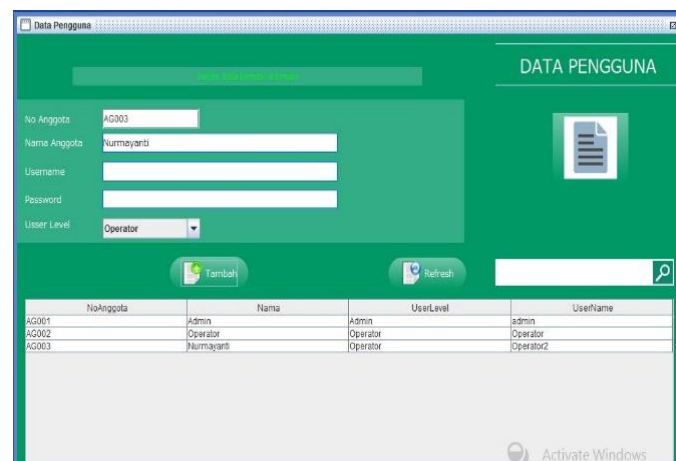 Data Pengguna
DATA PENGGUNA
No Anggota AG003
Nama Anggota Nurmayanti
Username
Password
Usser Level Operator
Tambah Refresh
NoAnggota Nama UserLevel UserName
AG001 Admin Admin admin
AG002 Operator Operator Operator
AG003 Nurmayanti Operator Operator2
Activate Windows